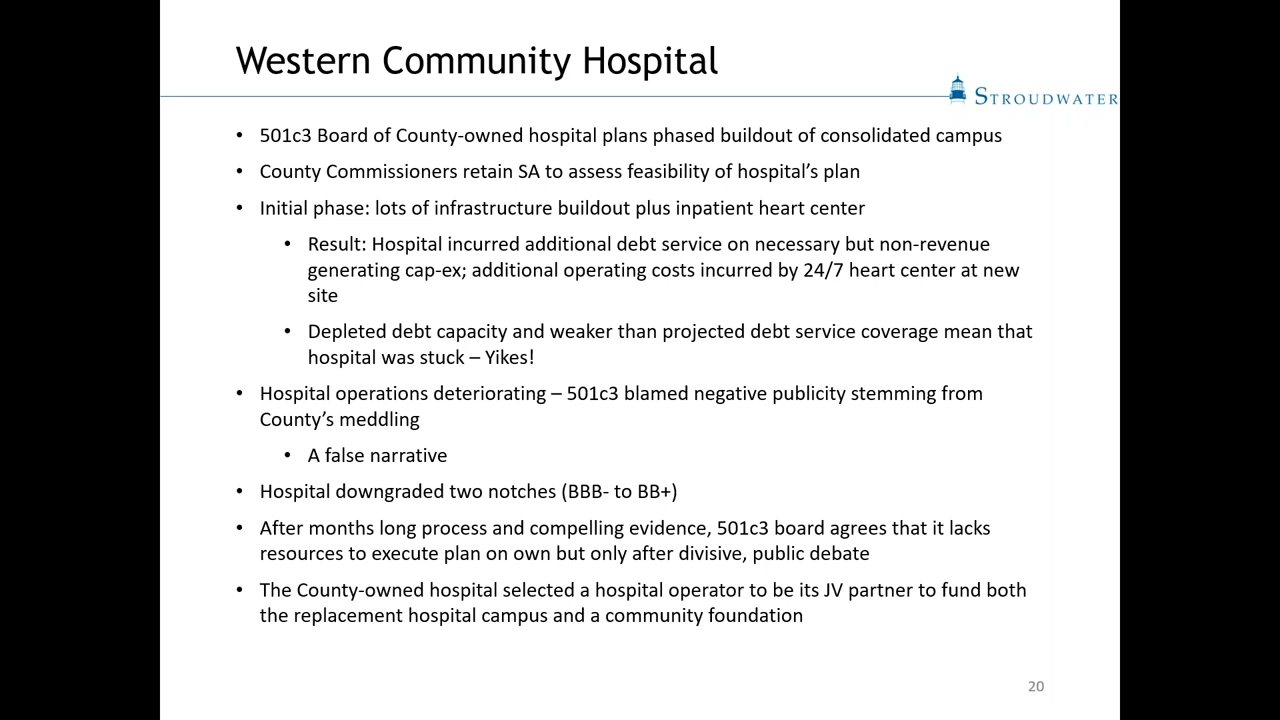 Western Community Hospital
STROUDWATER
• 501c3 Board of County-owned hospital plans phased buildout of consolidated campus
• County Commissioners retain SA to assess feasibility of hospital’s plan
• Initial phase: lots of infrastructure buildout plus inpatient heart center
• Result: Hospital incurred additional debt service on necessary but non-revenue
generating cap-ex; additional operating costs incurred by 24/7 heart center at new
site
• Depleted debt capacity and weaker than projected debt service coverage mean that
hospital was stuck – Yikes!
• Hospital operations deteriorating – 501c3 blamed negative publicity stemming from
County’s meddling
• A false narrative
• Hospital downgraded two notches (BBB- to BB+)
• After months long process and compelling evidence, 501c3 board agrees that it lacks
resources to execute plan on own but only after divisive, public debate
• The County-owned hospital selected a hospital operator to be its JV partner to fund both
the replacement hospital campus and a community foundation
20